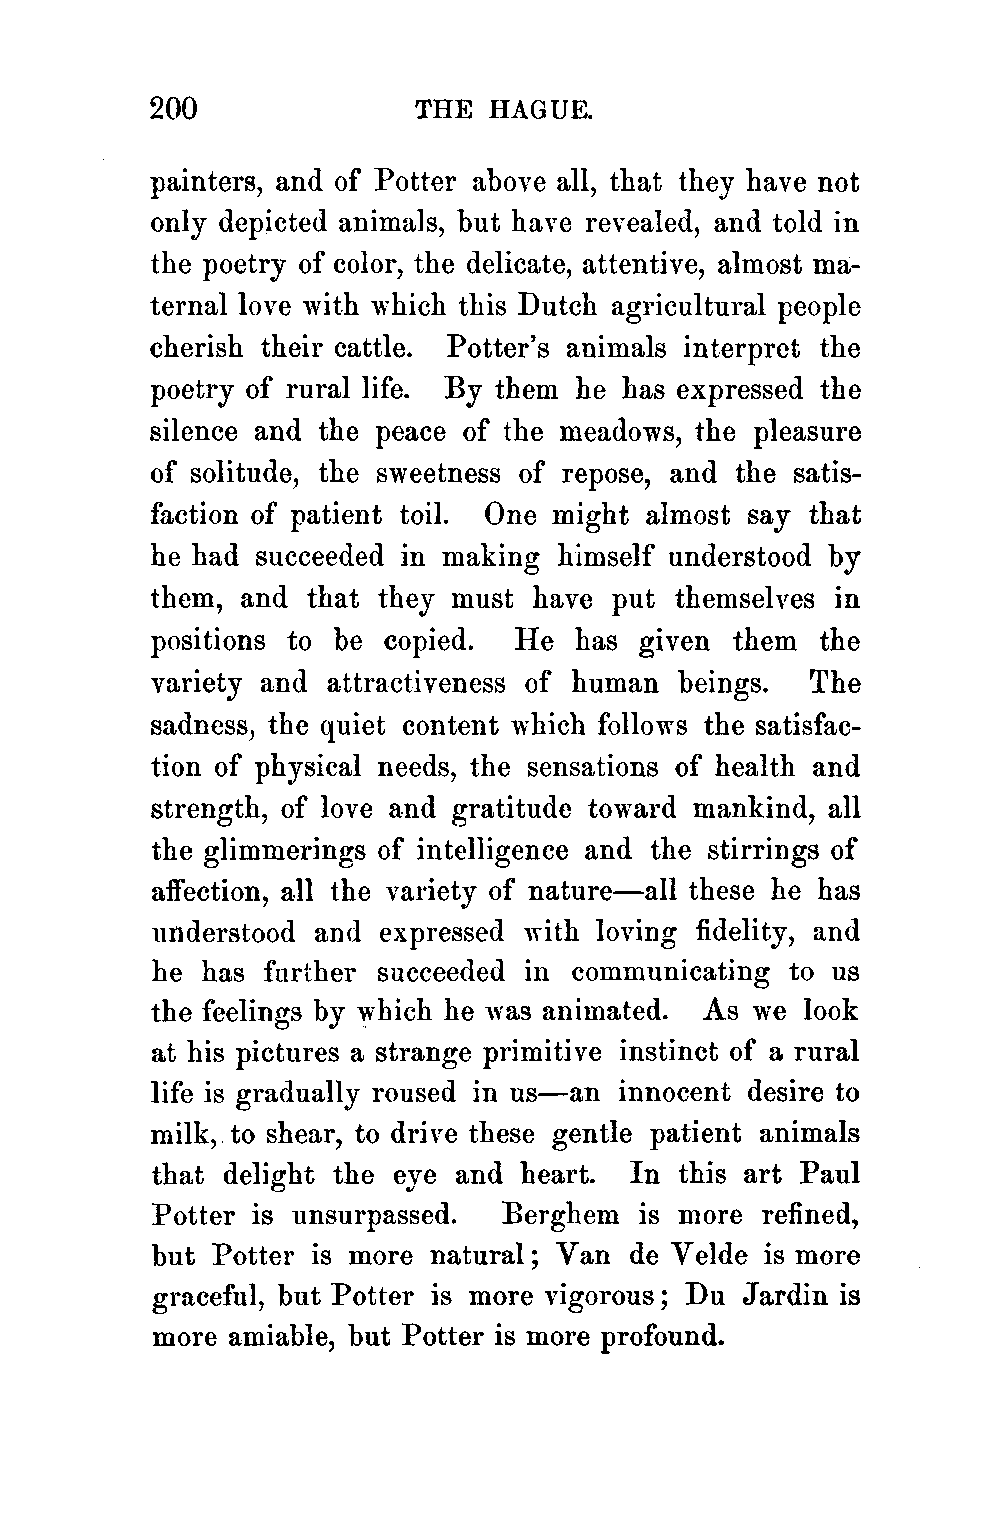 200 THE HAGUE.
painters, and of Potter above all, that they have not
only depicted animals, but have revealed, and told in
the poetry of color, the delicate, attentive, almost ma-
ternal love with which this Dutch agricultural people
cherish their cattle. Potter's animals interpret the
poetry of rural life. By them he has expressed the
silence and the peace of the meadows, the pleasure
of solitude, the sweetness of repose, and the satis-
faction of patient toil. One might almost say that
he had succeeded in making himself understood by
them, and that they must have put themselves in
positions to be copied. He has given them the
variety and attractiveness of human beings. The
sadness, the quiet content which follows the satisfac-
tion of physical needs, the sensations of health and
strength, of love and gratitude toward mankind, all
the glimmerings of intelligence and the stirrings of
affection, all the variety of nature—all these he has
understood and expressed with loving fidelity, and
he has further succeeded in communicating to us
the feelings by which he was animated. As we look
at his pictures a strange primitive instinct of a rural
life is gradually roused in us—an innocent desire to
milk, to shear, to drive these gentle patient animals
that delight the eye and heart. In this art Paul
Potter is unsurpassed. Berghem is more refined,
but Potter is more natural; Van de Velde is more
graceful, but Potter is more vigorous; Du Jardin is
more amiable, but Potter is more profound.